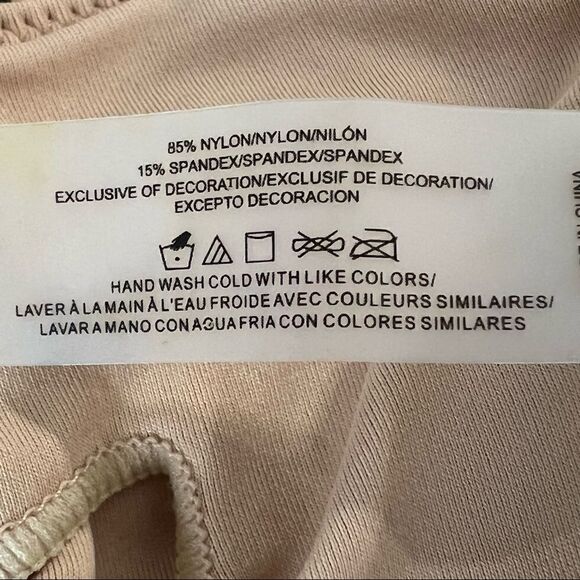 85% NYLON/NYLON/NILÓN
15% SPANDEX/SPANDEX/SPANDEX
EXCLUSIVE OF DECORATION/EXCLUSIF DE DECORATION/
EXCEPTO DECORACION
HAND WASH COLD WITH LIKE COLORS/
LAVER À LA MAIN À L'EAU FROIDE AVEC COULEURS SIMILAIRES/
LAVAR A MANO CON AGUA FRIA CON COLORES SIMILARES